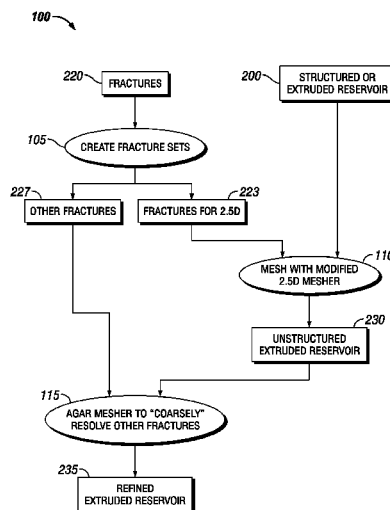 100
220
FRACTURES
200
STRUCTURED OR
EXTRUDED RESERVOIR
105
CREATE FRACTURE SETS
227
OTHER FRACTURES
223
FRACTURES FOR 2.5D
110
MESH WITH MODIFIED
2.5D MESHER
230
UNSTRUCTURED
EXTRUDED RESERVOIR
115
AGAR MESHER TO "COARSELY"
RESOLVE OTHER FRACTURES
235
REFINED
EXTRUDED RESERVOIR